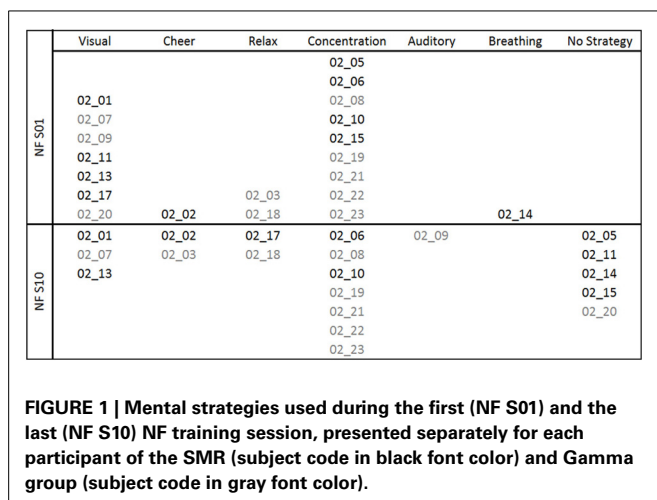 Visual Cheer Relax Concentration Auditory Breathing No Strategy
NF S01
02_05
02_06
02_01 02_08
02_07 02_10
02_09 02_15
02_11 02_19
02_13 02_21
02_17 02_03 02_22
02_20 02_02 02_18 02_23 02_14
NF S10
02_01 02_02 02_17 02_06 02_09 02_05
02_07 02_03 02_18 02_08 02_11
02_13 02_10 02_14
02_19 02_15
02_21 02_20
02_22
02_23
FIGURE 1 | Mental strategies used during the first (NF S01) and the
last (NF S10) NF training session, presented separately for each
participant of the SMR (subject code in black font color) and Gamma
group (subject code in gray font color).